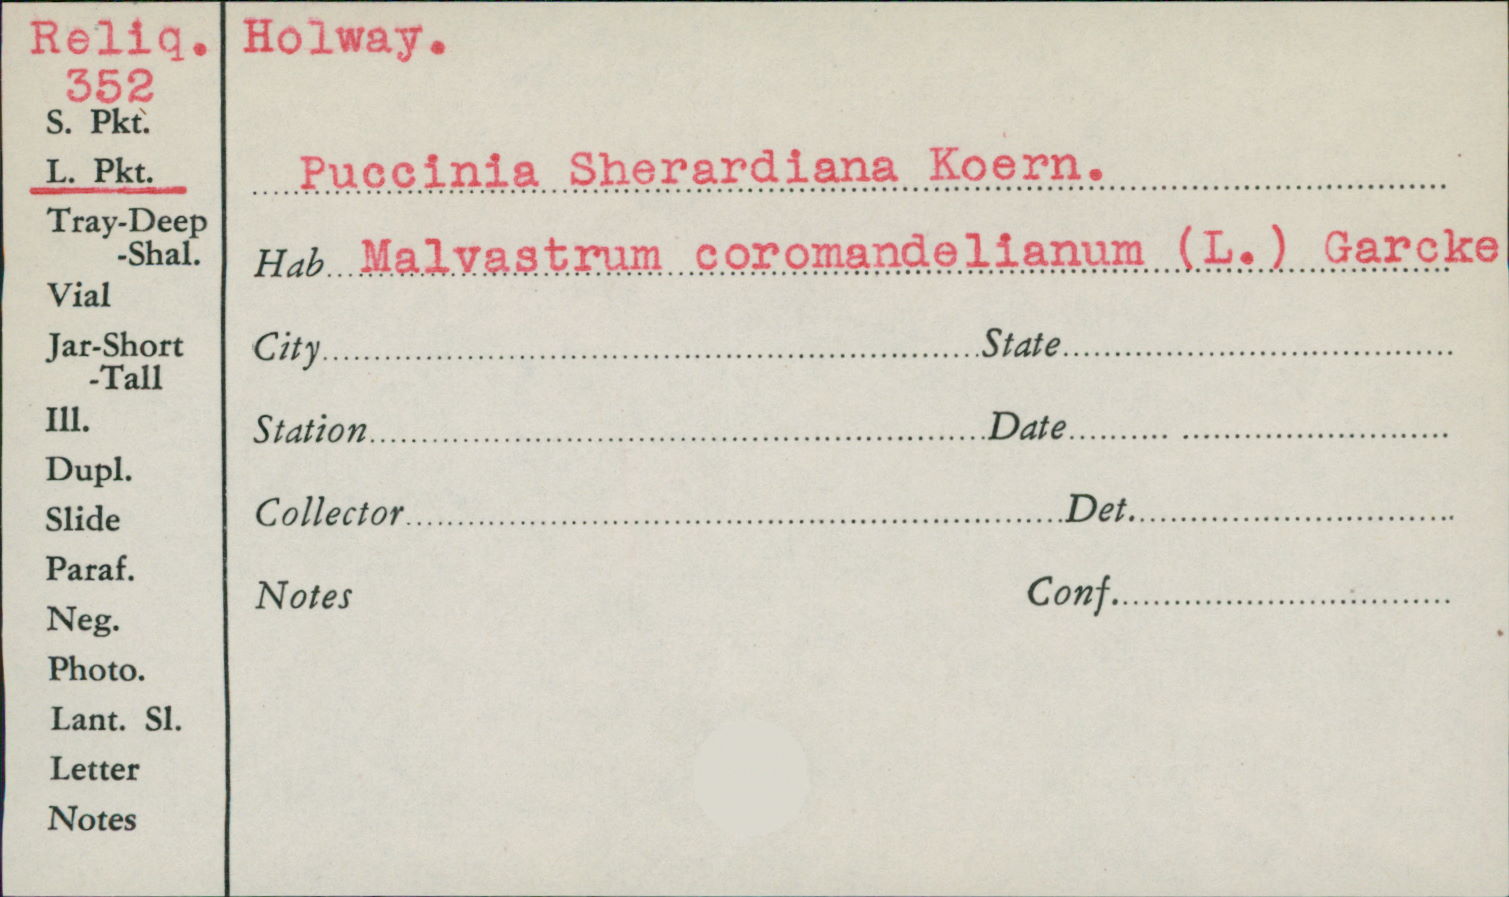 Reliq. Holway.
352
S. Pkt.
L. Pkt.
Puccinia Sherardiana Koern.
Tray-Deep
-Shal.
Hab Malvastrum coromandelianum (L.) Garcke
Vial
Jar-Short
-Tall
City State
Ill.
Station Date
Dupl.
Slide
Collector Det.
Paraf.
Notes Conf.
Neg.
Photo.
Lant. Sl.
Letter
Notes